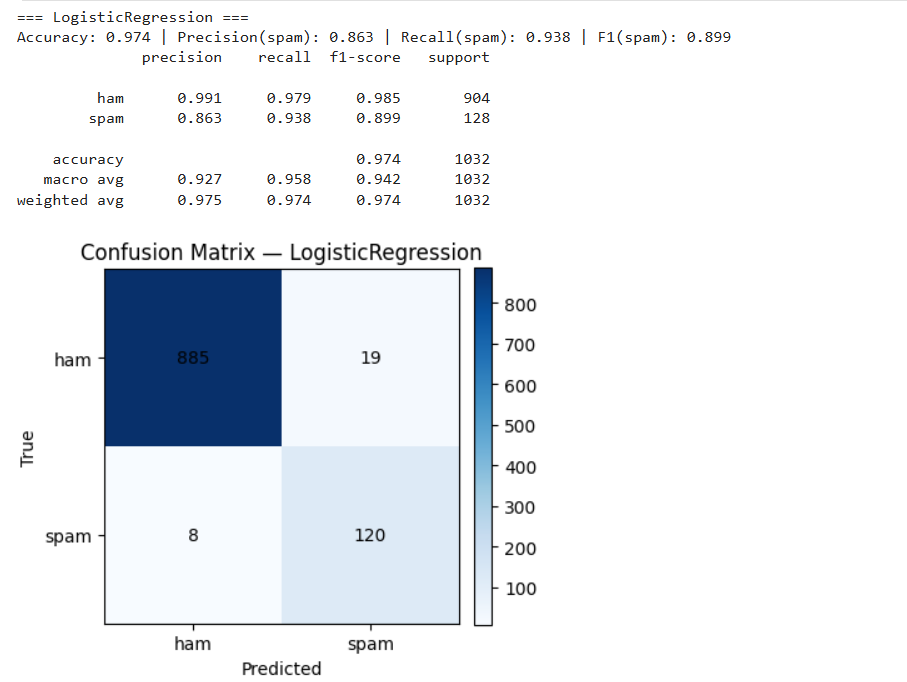 === LogisticRegression ===
Accuracy: 0.974 | Precision(spam): 0.863 | Recall(spam): 0.938 | F1(spam): 0.899
precision recall f1-score support
ham 0.991 0.979 0.985 904
spam 0.863 0.938 0.899 128
accuracy 0.974 1032
macro avg 0.927 0.958 0.942 1032
weighted avg 0.975 0.974 0.974 1032
Confusion Matrix — LogisticRegression
800
700
600
500
400
300
200
100
ham 885 19
True
spam 8 120
ham spam
Predicted